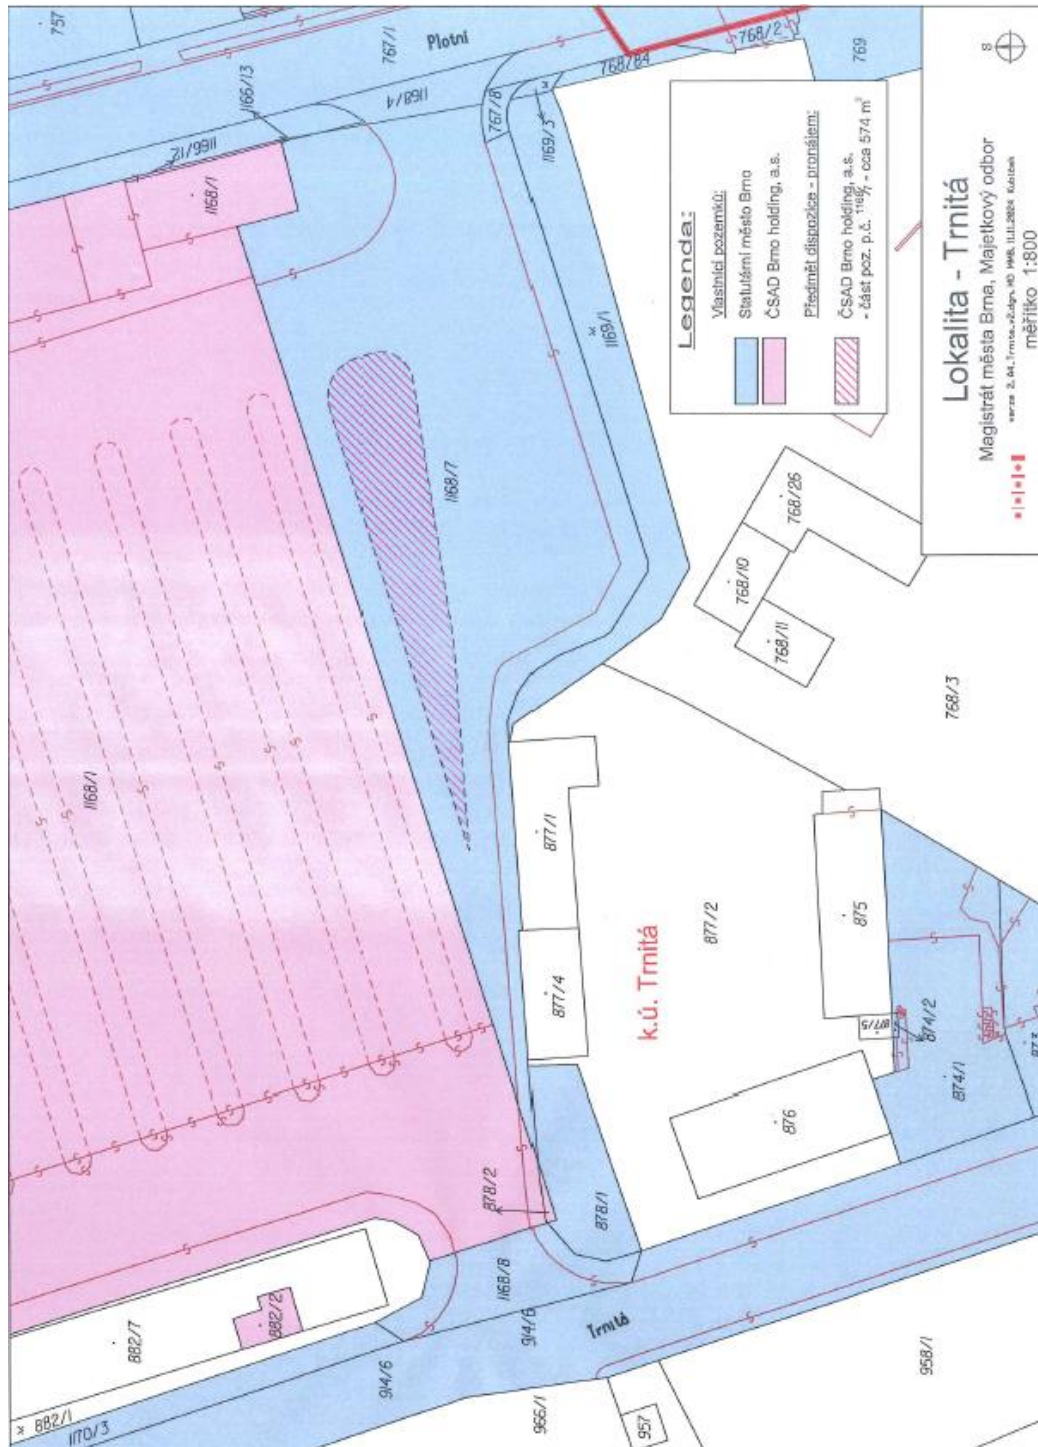 757
767/1
Plotní
768/2
769
1166/13
1168/4
767/8
768/84
1166/12
1169/3
1168/1
1169/1
1168/7
1168/1
Legenda:
Vlastníci pozemků:
Statutární město Brno
ČSAD Brno holding, a.s.
Předmět dispozice - pronájem:
ČSAD Brno holding, a.s.
- část poz. p.č. 1168/7 - cca 574 m²
S
Lokalita - Trnitá
Magistrát města Brna, Majetkový odbor
měřítko 1:800
768/26
768/10
768/11
768/3
877/1
877/4
877/2
k.ú. Trnitá
875
877/5
874/2
874/1
876
878/2
878/1
1168/8
914/6
Trnitá
882/7
882/2
914/6
882/1
1170/3
966/1
957
958/1